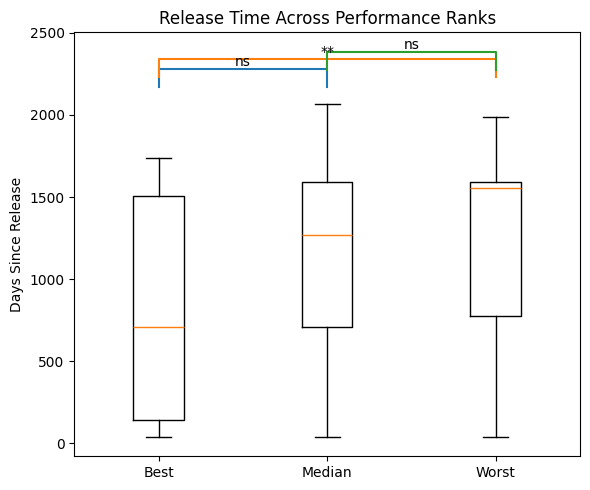 Release Time Across Performance Ranks
2500
2000
1500
1000
500
0
Days Since Release
**
ns
ns
Best
Median
Worst